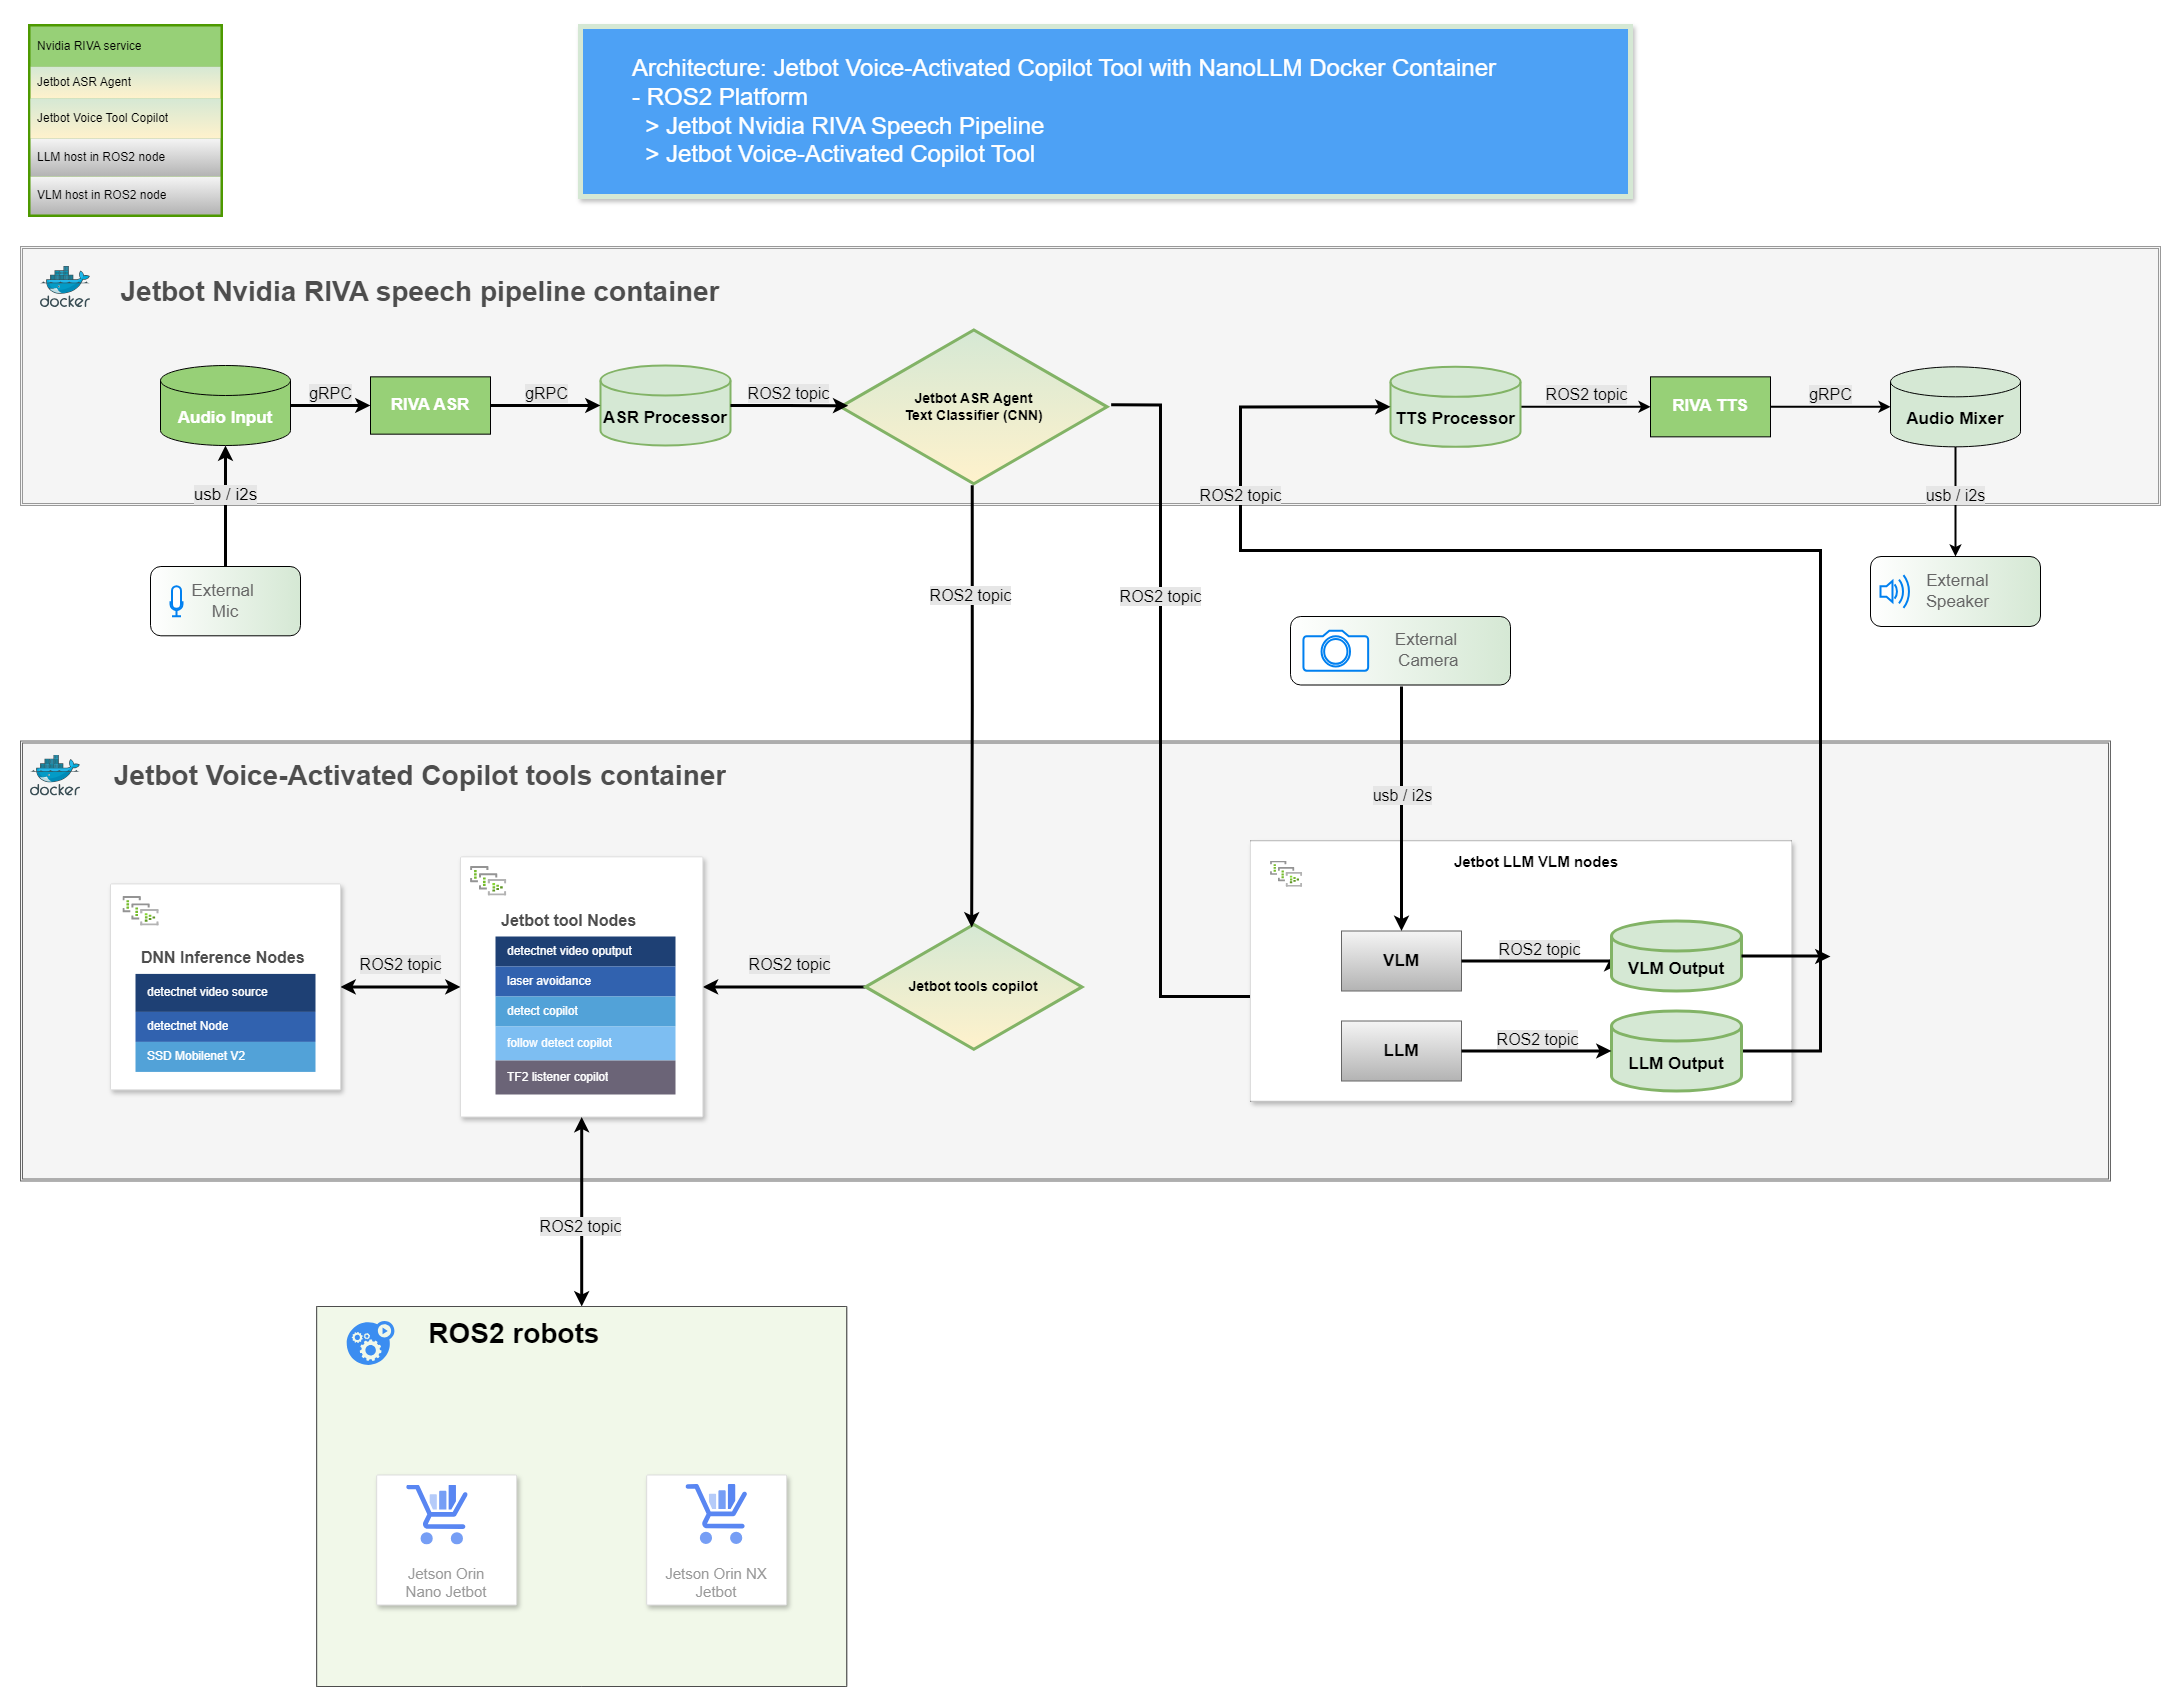 Nvidia RIVA service
Jetbot ASR Agent
Jetbot Voice Tool Copilot
LLM host in ROS2 node
VLM host in ROS2 node
Architecture: Jetbot Voice-Activated Copilot Tool with NanoLLM Docker Container
- ROS2 Platform
> Jetbot Nvidia RIVA Speech Pipeline
> Jetbot Voice-Activated Copilot Tool
docker
Jetbot Nvidia RIVA speech pipeline container
Audio Input
gRPC
RIVA ASR
gRPC
ASR Processor
ROS2 topic
Jetbot ASR Agent
Text Classifier (CNN)
TTS Processor
ROS2 topic
RIVA TTS
gRPC
Audio Mixer
usb / i2s
ROS2 topic
usb / i2s
External
Mic
ROS2 topic
ROS2 topic
External
Speaker
External
Camera
docker
Jetbot Voice-Activated Copilot tools container
usb / i2s
DNN Inference Nodes
detectnet video source
detectnet Node
SSD Mobilenet V2
ROS2 topic
Jetbot tool Nodes
detectnet video oputput
laser avoidance
detect copilot
follow detect copilot
TF2 listener copilot
ROS2 topic
Jetbot tools copilot
Jetbot LLM VLM nodes
VLM
ROS2 topic
VLM Output
LLM
ROS2 topic
LLM Output
ROS2 topic
ROS2 robots
Jetson Orin
Nano Jetbot
Jetson Orin NX
Jetbot